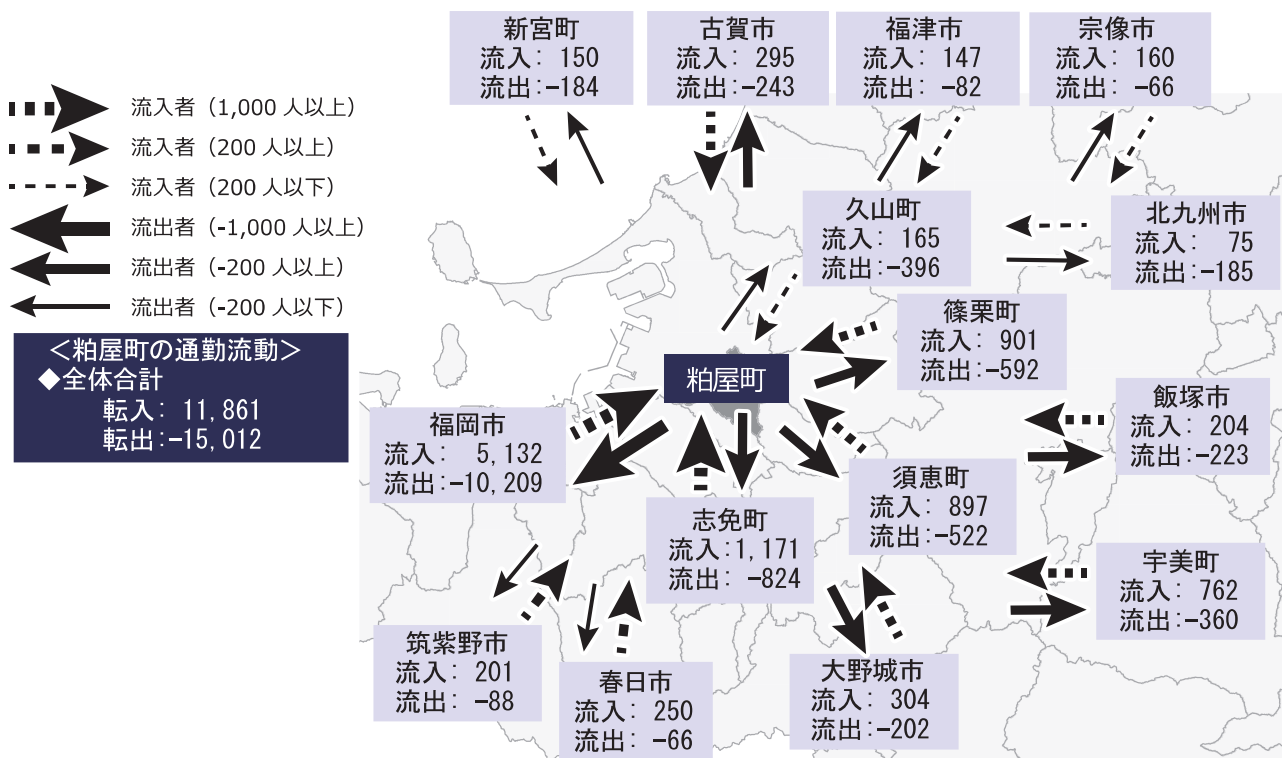 新宮町
流入: 150
流出:-184
古賀市
流入: 295
流出:-243
福津市
流入: 147
流出: -82
宗像市
流入: 160
流出: -66
流入者（1,000 人以上）
流入者（200 人以上）
流入者（200 人以下）
流出者（-1,000 人以上）
流出者（-200 人以上）
流出者（-200 人以下）
＜粕屋町の通勤流動＞
◆全体合計
転入: 11,861
転出:-15,012
久山町
流入: 165
流出:-396
北九州市
流入: 75
流出:-185
篠栗町
流入: 901
流出:-592
粕屋町
飯塚市
流入: 204
流出:-223
福岡市
流入: 5,132
流出:-10,209
須恵町
流入: 897
流出:-522
志免町
流入:1,171
流出: -824
宇美町
流入: 762
流出:-360
筑紫野市
流入: 201
流出: -88
春日市
流入: 250
流出: -66
大野城市
流入: 304
流出:-202